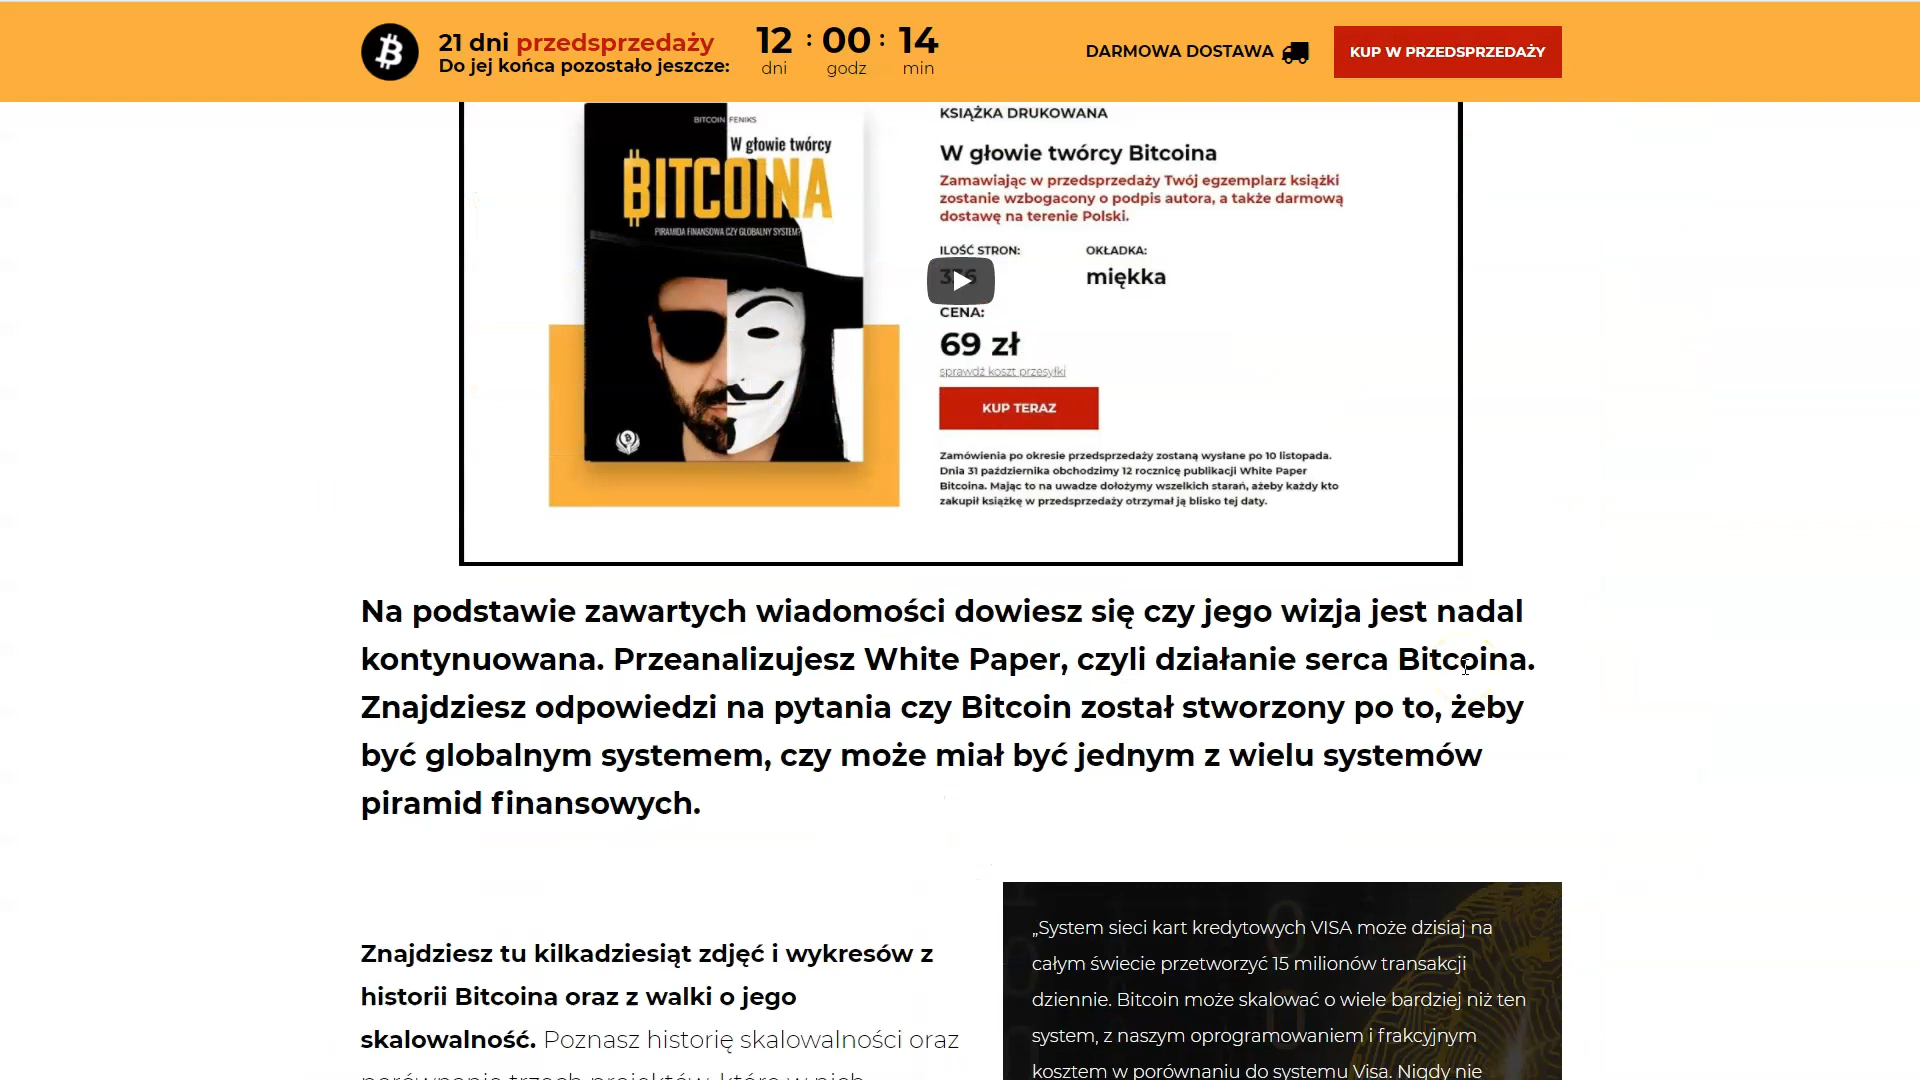 21 dni przedsprzedaży
Do jej końca pozostało jeszcze:
12 : 00 : 14
dni godz min
DARMOWA DOSTAWA
KUP W PRZEDSPRZEDAŻY
BITCOIN FENIKS
W głowie twórcy
BITCOINA
PIRAMIDA FINANSOWA CZY GLOBALNY SYSTEM?
KSIĄŻKA DRUKOWANA
W głowie twórcy Bitcoina
Zamawiając w przedsprzedaży Twój egzemplarz książki
zostanie wzbogacony o podpis autora, a także darmową
dostawę na terenie Polski.
ILOŚĆ STRON: OKŁADKA:
miękka
CENA:
69 zł
sprawdź koszt przesyłki
KUP TERAZ
Zamówienia po okresie przedsprzedaży zostaną wysłane po 10 listopada.
Dnia 31 października obchodzimy 12 rocznicę publikacji White Paper
Bitcoina. Mając to na uwadze dołożymy wszelkich starań, ażeby każdy kto
zakupił książkę w przedsprzedaży otrzymał ją blisko tej daty.
Na podstawie zawartych wiadomości dowiesz się czy jego wizja jest nadal
kontynuowana. Przeanalizujesz White Paper, czyli działanie serca Bitcoina.
Znajdziesz odpowiedzi na pytania czy Bitcoin został stworzony po to, żeby
być globalnym systemem, czy może miał być jednym z wielu systemów
piramid finansowych.
Znajdziesz tu kilkadziesiąt zdjęć i wykresów z
historii Bitcoina oraz z walki o jego
skalowalność. Poznasz historię skalowalności oraz
porównanie trzech projektów, które w nich
„System sieci kart kredytowych VISA może dzisiaj na
całym świecie przetworzyć 15 milionów transakcji
dziennie. Bitcoin może skalować o wiele bardziej niż ten
system, z naszym oprogramowaniem i frakcyjnym
kosztem w porównaniu do systemu Visa. Nigdy nie